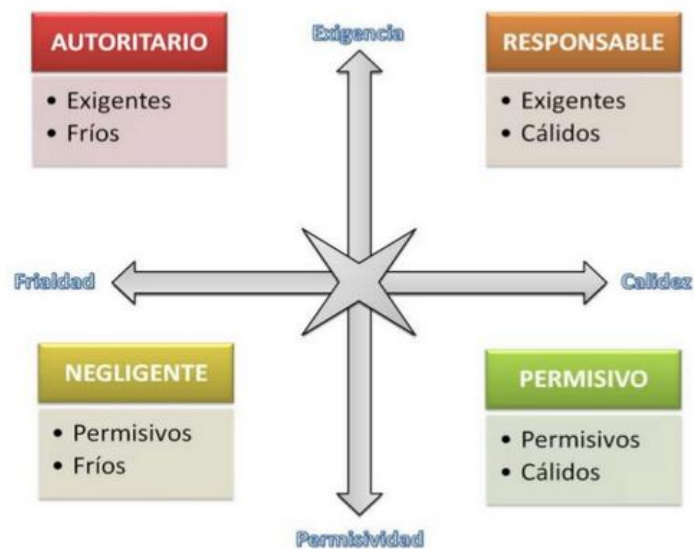 AUTORITARIO
• Exigentes
• Fríos
Exigencia
RESPONSABLE
• Exigentes
• Cálidos
Frialdad
Calidez
NEGLIGENTE
• Permisivos
• Fríos
PERMISIVO
• Permisivos
• Cálidos
Permisividad